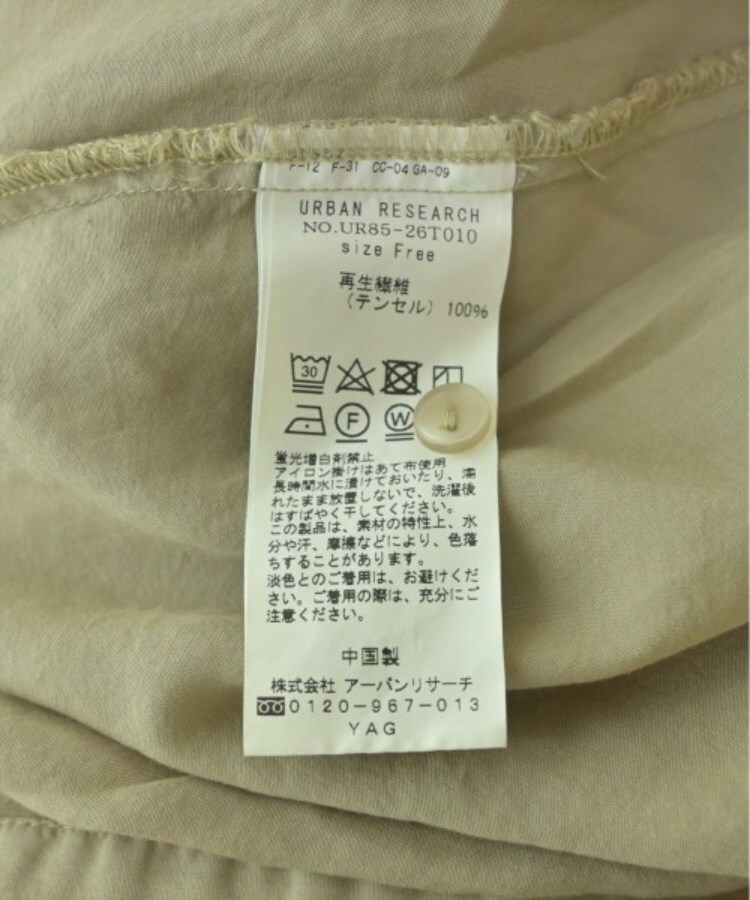 F-12 F-31 CC-04 GA-09
URBAN RESEARCH
NO.UR85-26T010
size Free
再生繊維
(テンセル) 100%
30
F W
蛍光増白剤禁止
アイロン掛けはあて布使用
長時間水に漬けておいたり、濡
れたまま放置しないで、洗濯後
はすばやく干してください。
この製品は、素材の特性上、水
分や汗、摩擦などにより、色落
ちすることがあります。
淡色とのご着用は、お避けくだ
さい。ご着用の際は、充分にご
注意ください。
中国製
株式会社 アーバンリサーチ
0120-967-013
YAG